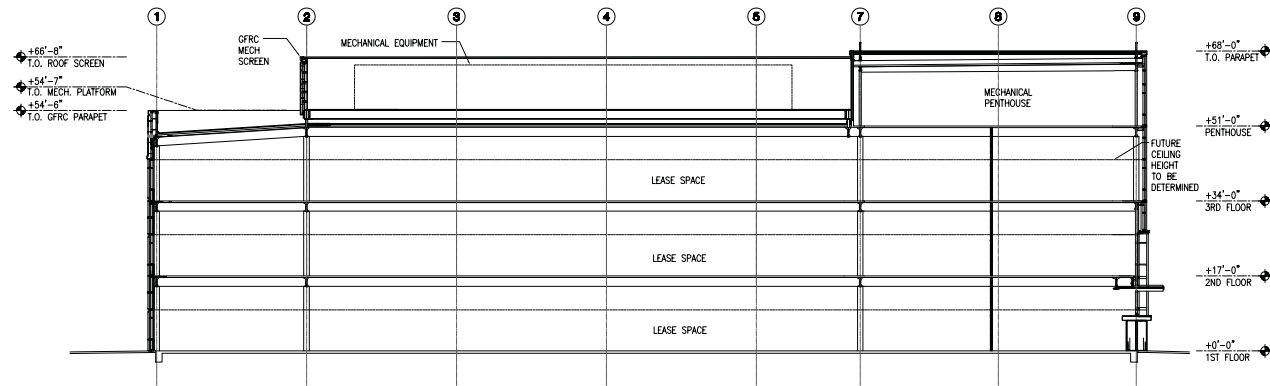 1 2 3 4 5 7 8 9
+66'-8"
T.O. ROOF SCREEN
+54'-7"
T.O. MECH. PLATFORM
+54'-6"
T.O. GFRC PARAPET
GFRC
MECH
SCREEN
MECHANICAL EQUIPMENT
MECHANICAL
PENTHOUSE
+68'-0"
T.O. PARAPET
+51'-0"
PENTHOUSE
FUTURE
CEILING
HEIGHT
TO BE
DETERMINED
LEASE SPACE
+34'-0"
3RD FLOOR
LEASE SPACE
+17'-0"
2ND FLOOR
LEASE SPACE
+0'-0"
1ST FLOOR